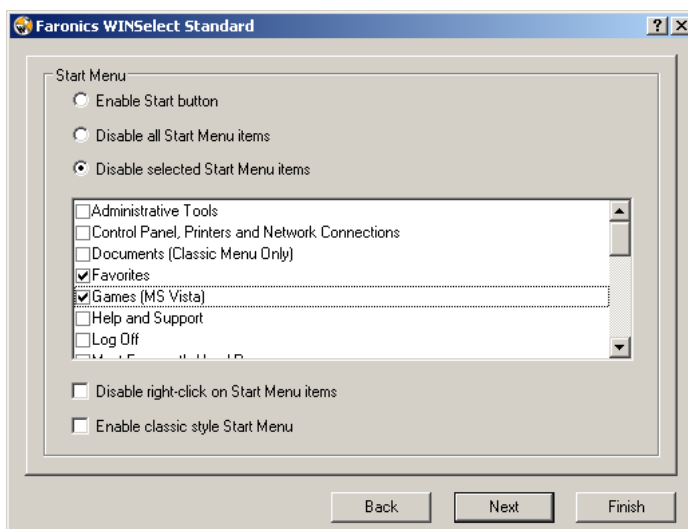 Faronics WINSelect Standard
Start Menu
Enable Start button
Disable all Start Menu items
Disable selected Start Menu items
Administrative Tools
Control Panel, Printers and Network Connections
Documents (Classic Menu Only)
Favorites
Games (MS Vista)
Help and Support
Log Off
Disable right-click on Start Menu items
Enable classic style Start Menu
Back Next Finish